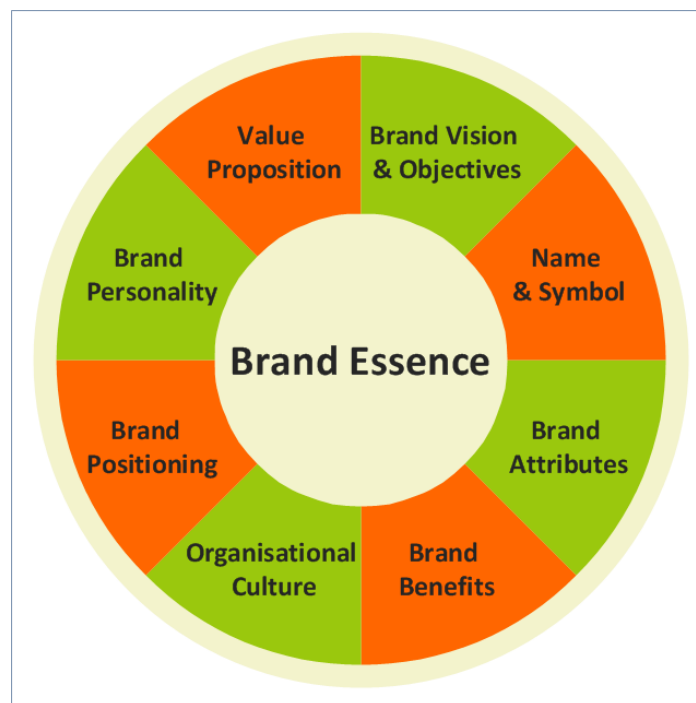 Value
Proposition
Brand Vision
& Objectives
Brand
Personality
Name
& Symbol
Brand Essence
Brand
Positioning
Brand
Attributes
Organisational
Culture
Brand
Benefits